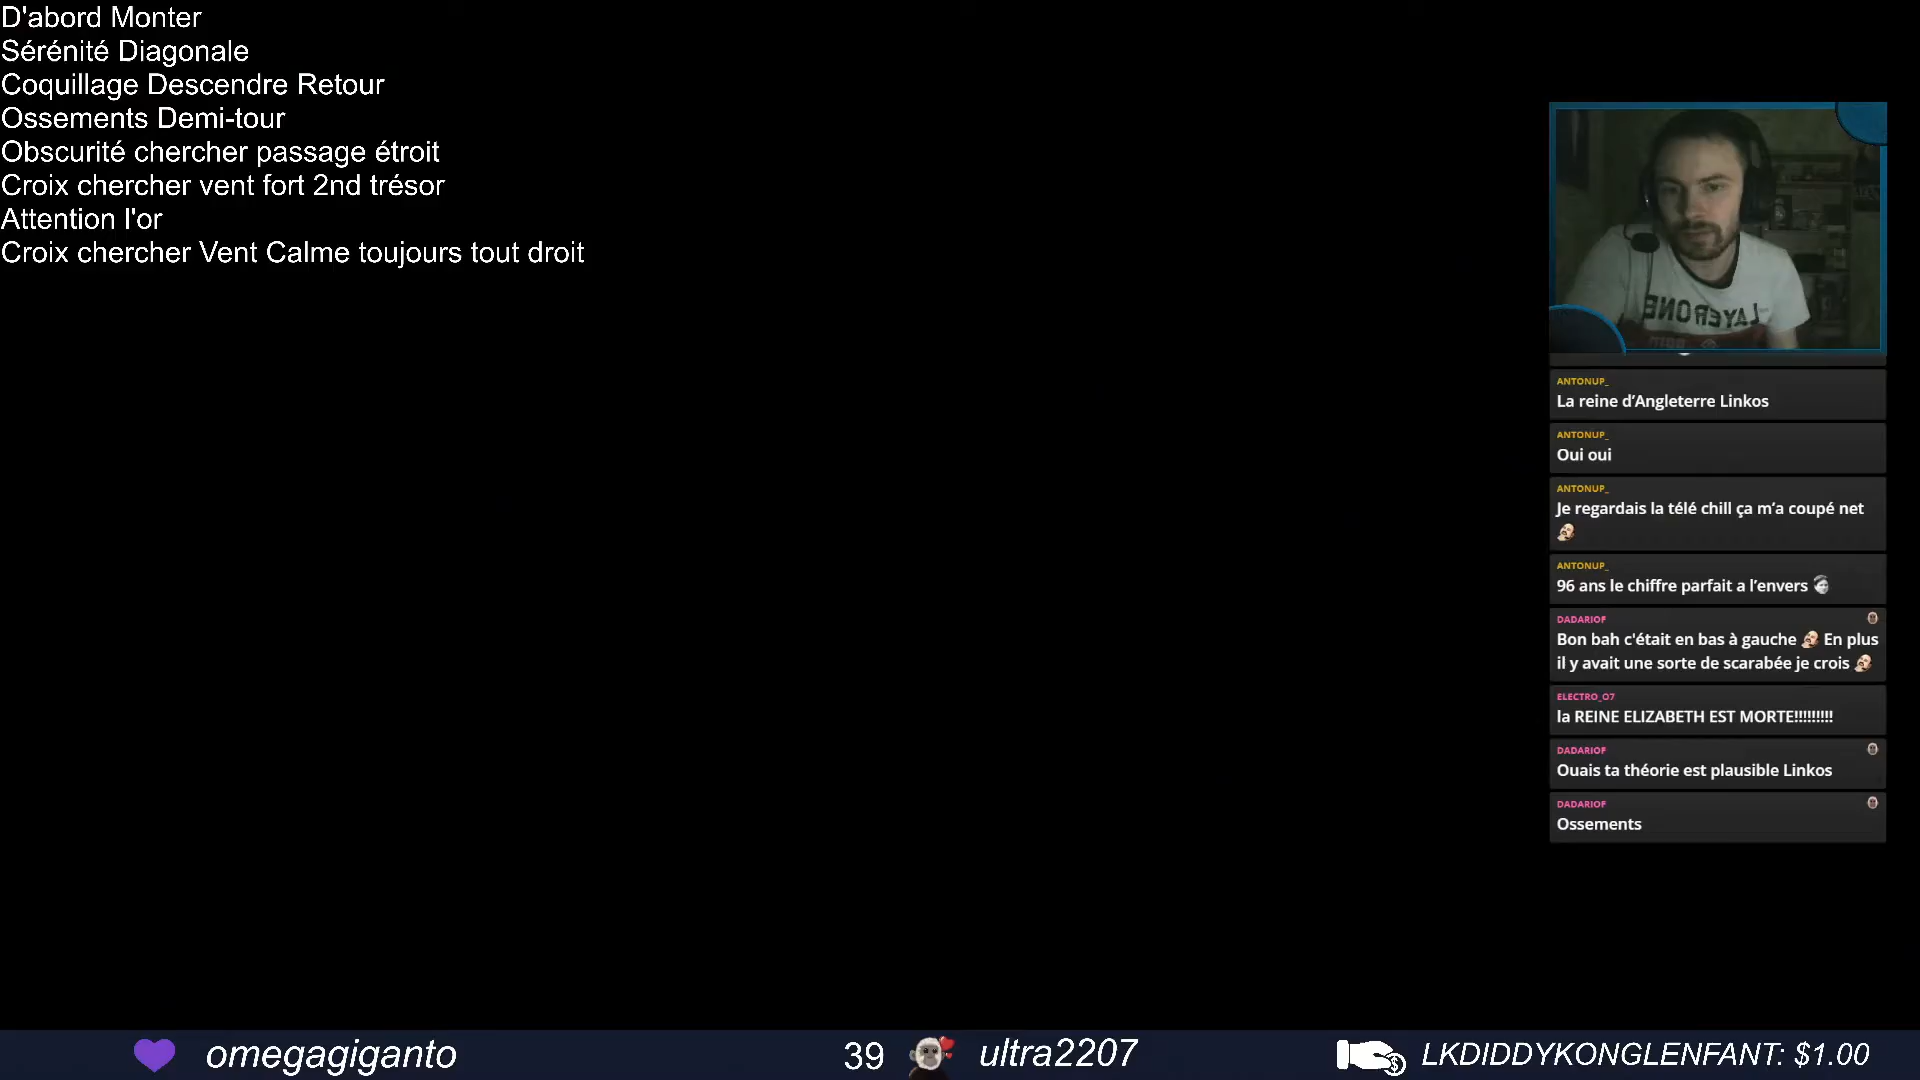 D'abord Monter
Sérénité Diagonale
Coquillage Descendre Retour
Ossements Demi-tour
Obscurité chercher passage étroit
Croix chercher vent fort 2nd trésor
Attention l'or
Croix chercher Vent Calme toujours tout droit
LAYERONE
ANTONUP_
La reine d’Angleterre Linkos
ANTONUP_
Oui oui
ANTONUP_
Je regardais la télé chill ça m’a coupé net
ANTONUP_
96 ans le chiffre parfait a l’envers
DADARIOF
Bon bah c'était en bas à gauche En plus
il y avait une sorte de scarabée je crois
ELECTRO_07
la REINE ELIZABETH EST MORTE!!!!!!!!!
DADARIOF
Ouais ta théorie est plausible Linkos
DADARIOF
Ossements
omegagiganto
39
ultra2207
LKDIDDYKONGLENFANT: $1.00